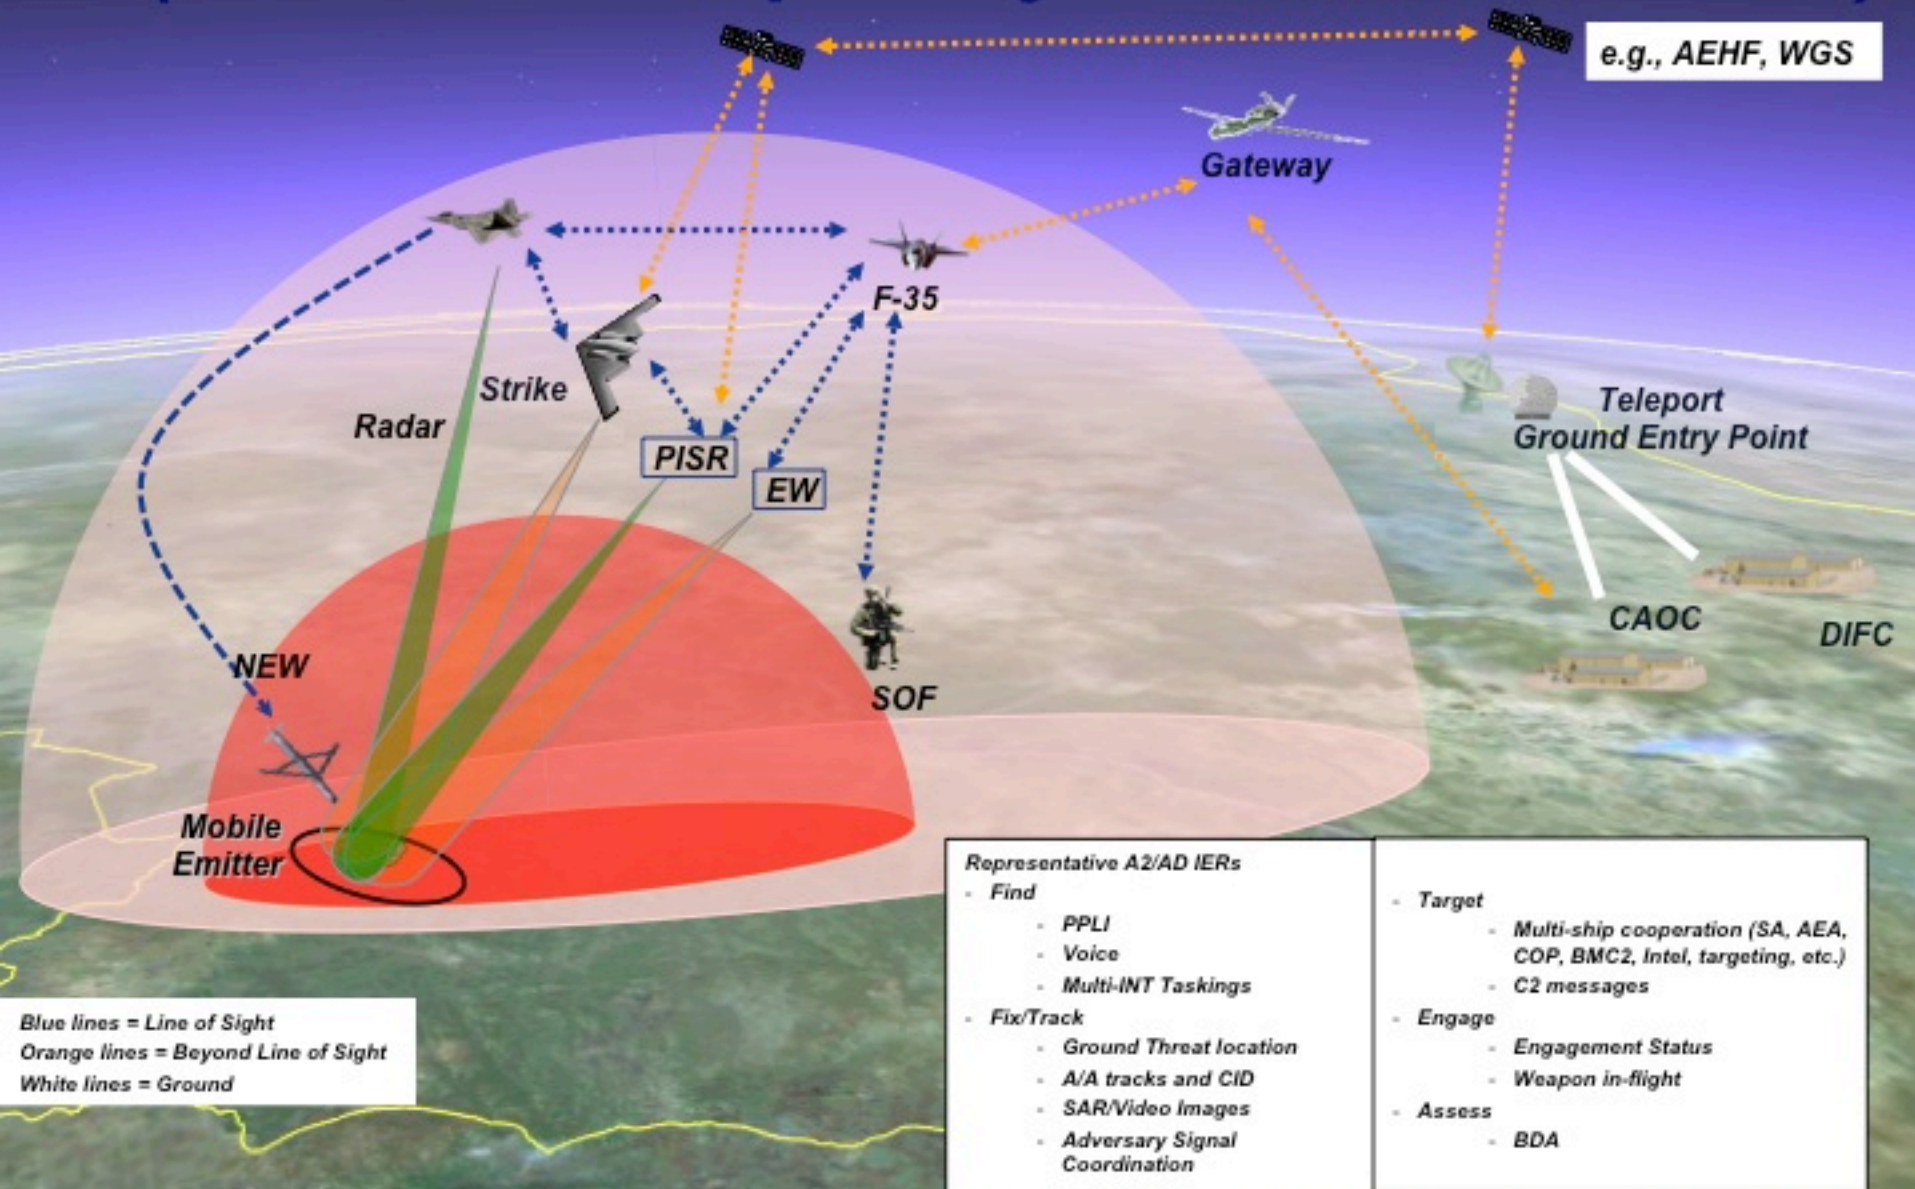 e.g., AEHF, WGS
Gateway
F-35
Strike
Radar
PISR
EW
Teleport
Ground Entry Point
CAOC
DIFC
NEW
SOF
Mobile
Emitter
Representative A2/AD IERs
- Find
- PPLI
- Voice
- Multi-INT Taskings
- Fix/Track
- Ground Threat location
- A/A tracks and CID
- SAR/Video Images
- Adversary Signal
Coordination
- Target
- Multi-ship cooperation (SA, AEA,
COP, BMC2, Intel, targeting, etc.)
- C2 messages
- Engage
- Engagement Status
- Weapon in-flight
- Assess
- BDA
Blue lines = Line of Sight
Orange lines = Beyond Line of Sight
White lines = Ground